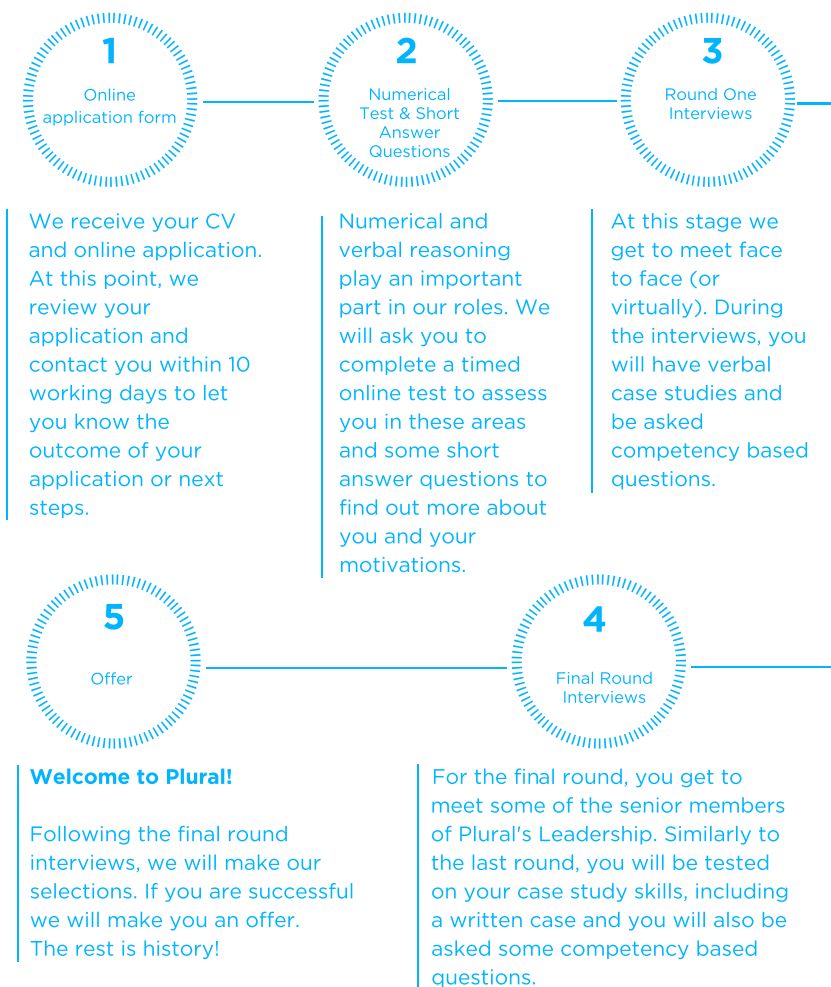 1
Online
application form
2
Numerical
Test & Short
Answer
Questions
3
Round One
Interviews
We receive your CV
and online application.
At this point, we
review your
application and
contact you within 10
working days to let
you know the
outcome of your
application or next
steps.
Numerical and
verbal reasoning
play an important
part in our roles. We
will ask you to
complete a timed
online test to assess
you in these areas
and some short
answer questions to
find out more about
you and your
motivations.
At this stage we
get to meet face
to face (or
virtually). During
the interviews, you
will have verbal
case studies and
be asked
competency based
questions.
4
Final Round
Interviews
For the final round, you get to
meet some of the senior members
of Plural's Leadership. Similarly to
the last round, you will be tested
on your case study skills, including
a written case and you will also be
asked some competency based
questions.
5
Offer
Welcome to Plural!
Following the final round
interviews, we will make our
selections. If you are successful
we will make you an offer.
The rest is history!